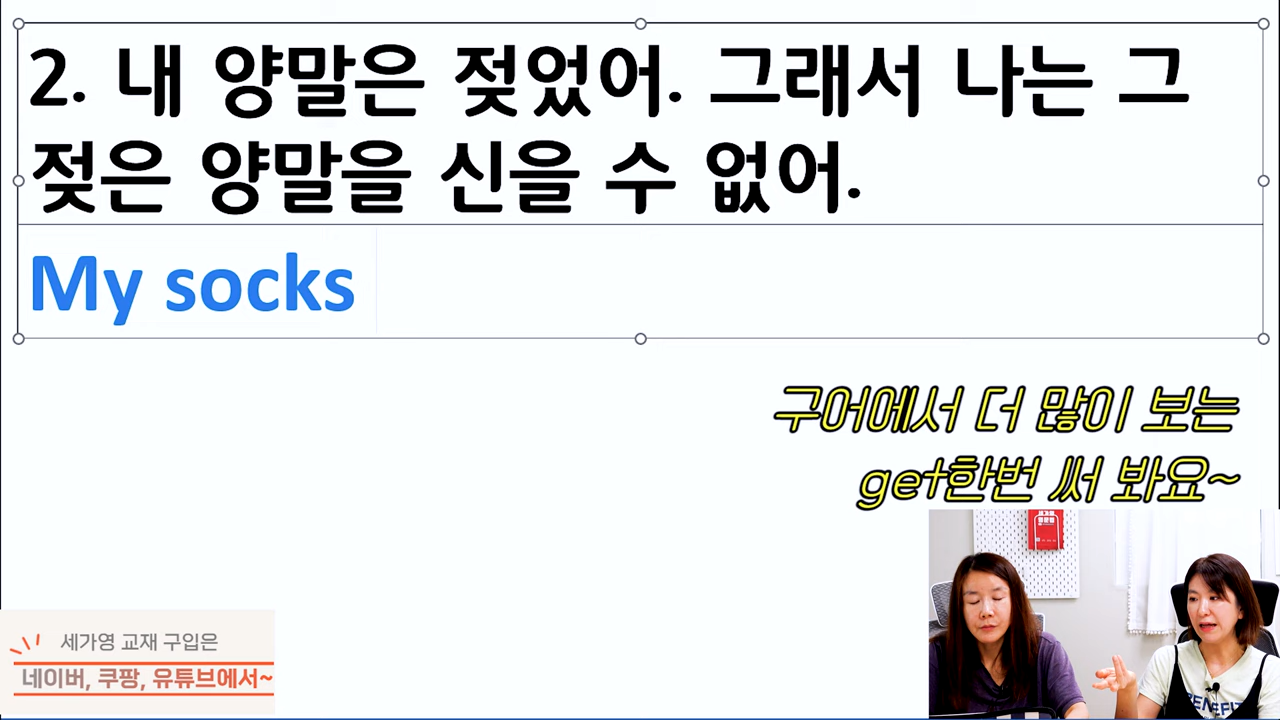 2. 내 양말은 젖었어. 그래서 나는 그
젖은 양말을 신을 수 없어.
My socks
구어에서 더 많이 보는
get한번 써 봐요~
세가영 교재 구입은
네이버, 쿠팡, 유튜브에서~